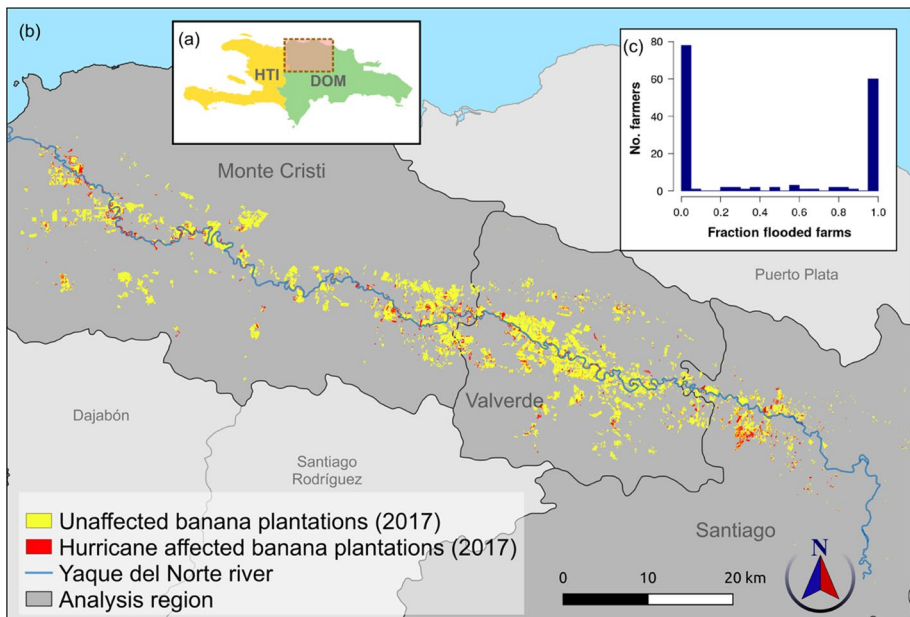 (b)
(a)
HTI
DOM
(c)
80
60
40
20
0
No. farmers
0.0 0.2 0.4 0.6 0.8 1.0
Fraction flooded farms
Monte Cristi
Puerto Plata
Valverde
Dajabón
Santiago
Rodríguez
Santiago
Unaffected banana plantations (2017)
Hurricane affected banana plantations (2017)
Yaque del Norte river
Analysis region
0 10 20 km
N